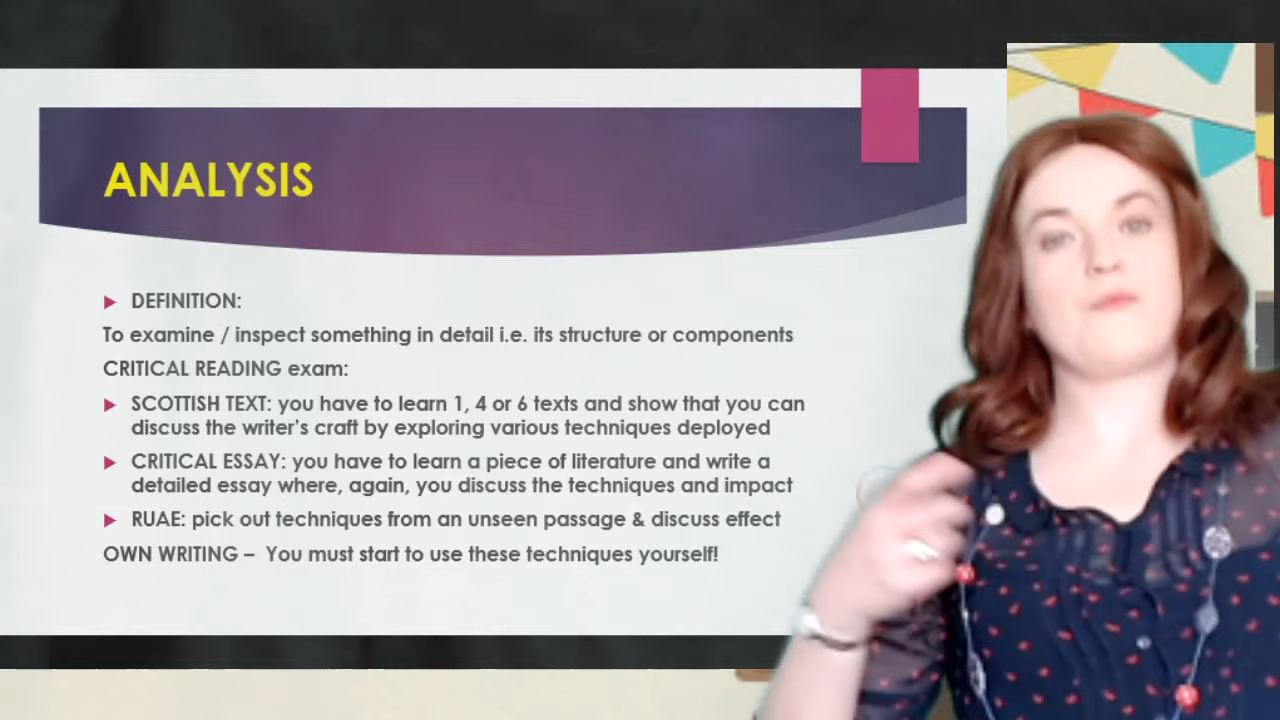 ANALYSIS
DEFINITION:
To examine / inspect something in detail i.e. its structure or components
CRITICAL READING exam:
SCOTTISH TEXT: you have to learn 1, 4 or 6 texts and show that you can
discuss the writer's craft by exploring various techniques deployed
CRITICAL ESSAY: you have to learn a piece of literature and write a
detailed essay where, again, you discuss the techniques and impact
RUAE: pick out techniques from an unseen passage & discuss effect
OWN WRITING – You must start to use these techniques yourself!